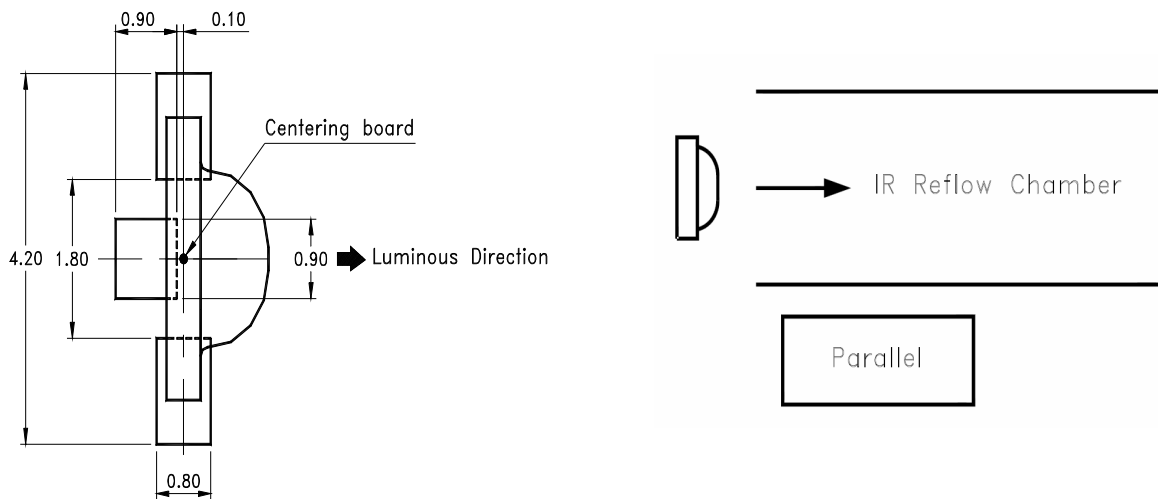 0.90 0.10
Centering board
4.20 1.80 0.90 Luminous Direction
0.80
IR Reflow Chamber
Parallel